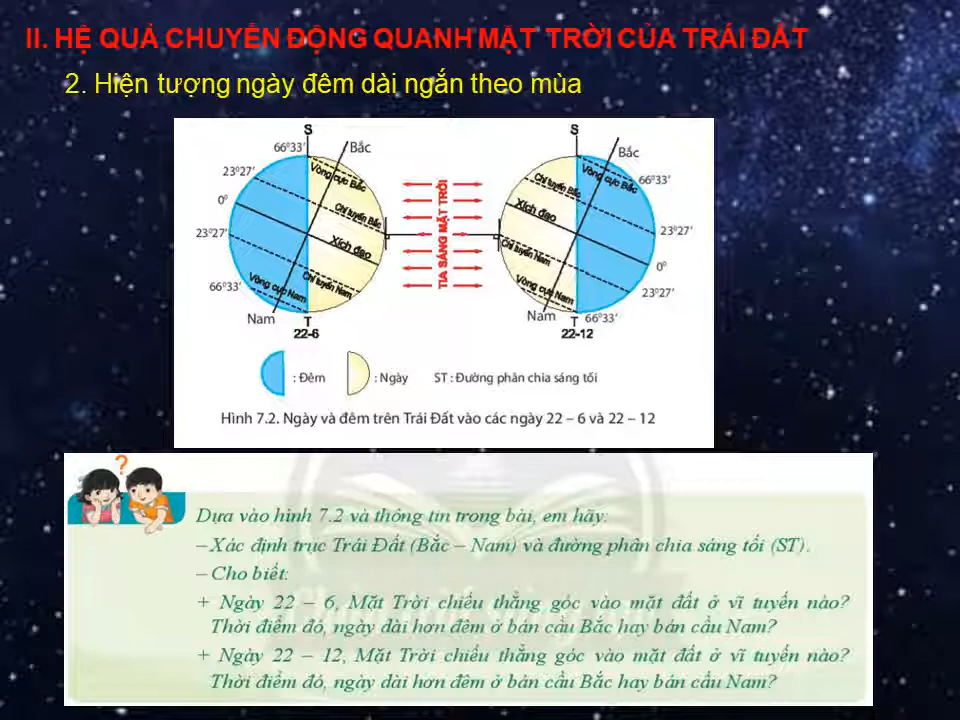 II. HỆ QUẢ CHUYỂN ĐỘNG QUANH MẶT TRỜI CỦA TRÁI ĐẤT
2. Hiện tượng ngày đêm dài ngắn theo mùa
S
66°33'
Bắc
23°27'
0°
23°27'
66°33'
Vòng cực Bắc
Chí tuyến Bắc
Xích đạo
Chí tuyến Nam
Vòng cực Nam
Nam
T
22-6
TIA SÁNG MẶT TRỜI
S
Bắc
66°33'
23°27'
0°
23°27'
66°33'
Vòng cực Bắc
Chí tuyến Bắc
Xích đạo
Chí tuyến Nam
Vòng cực Nam
Nam
T
22-12
: Đêm
: Ngày
ST : Đường phân chia sáng tối
Hình 7.2. Ngày và đêm trên Trái Đất vào các ngày 22 – 6 và 22 – 12
?
Dựa vào hình 7.2 và thông tin trong bài, em hãy:
– Xác định trục Trái Đất (Bắc – Nam) và đường phân chia sáng tối (ST).
– Cho biết:
+ Ngày 22 – 6, Mặt Trời chiếu thẳng góc vào mặt đất ở vĩ tuyến nào?
Thời điểm đó, ngày dài hơn đêm ở bán cầu Bắc hay bán cầu Nam?
+ Ngày 22 – 12, Mặt Trời chiếu thẳng góc vào mặt đất ở vĩ tuyến nào?
Thời điểm đó, ngày dài hơn đêm ở bán cầu Bắc hay bán cầu Nam?